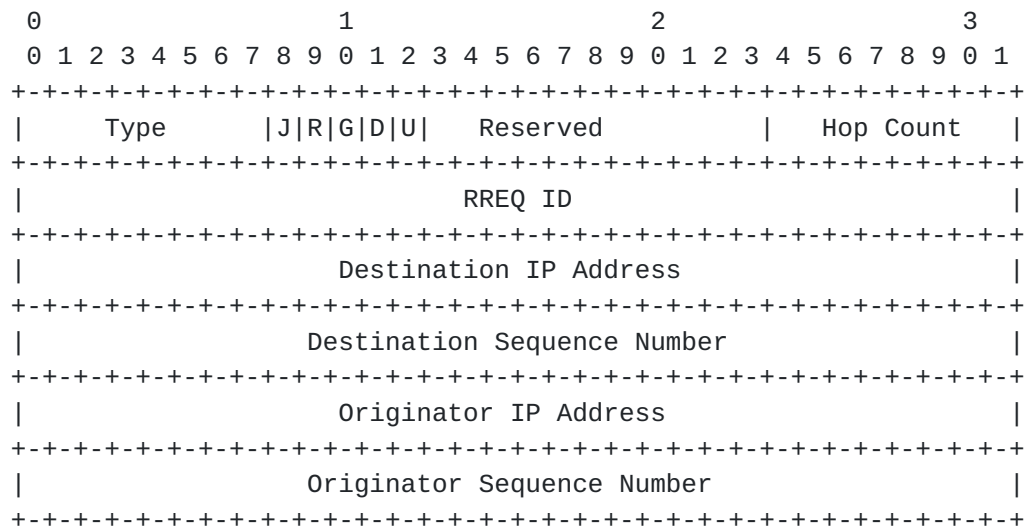 0                   1                   2                   3
 0 1 2 3 4 5 6 7 8 9 0 1 2 3 4 5 6 7 8 9 0 1 2 3 4 5 6 7 8 9 0 1
+-+-+-+-+-+-+-+-+-+-+-+-+-+-+-+-+-+-+-+-+-+-+-+-+-+-+-+-+-+-+-+-+
|     Type      |J|R|G|D|U|   Reserved          |   Hop Count   |
+-+-+-+-+-+-+-+-+-+-+-+-+-+-+-+-+-+-+-+-+-+-+-+-+-+-+-+-+-+-+-+-+
|                            RREQ ID                            |
+-+-+-+-+-+-+-+-+-+-+-+-+-+-+-+-+-+-+-+-+-+-+-+-+-+-+-+-+-+-+-+-+
|                    Destination IP Address                     |
+-+-+-+-+-+-+-+-+-+-+-+-+-+-+-+-+-+-+-+-+-+-+-+-+-+-+-+-+-+-+-+-+
|                  Destination Sequence Number                  |
+-+-+-+-+-+-+-+-+-+-+-+-+-+-+-+-+-+-+-+-+-+-+-+-+-+-+-+-+-+-+-+-+
|                    Originator IP Address                      |
+-+-+-+-+-+-+-+-+-+-+-+-+-+-+-+-+-+-+-+-+-+-+-+-+-+-+-+-+-+-+-+-+
|                  Originator Sequence Number                   |
+-+-+-+-+-+-+-+-+-+-+-+-+-+-+-+-+-+-+-+-+-+-+-+-+-+-+-+-+-+-+-+-+